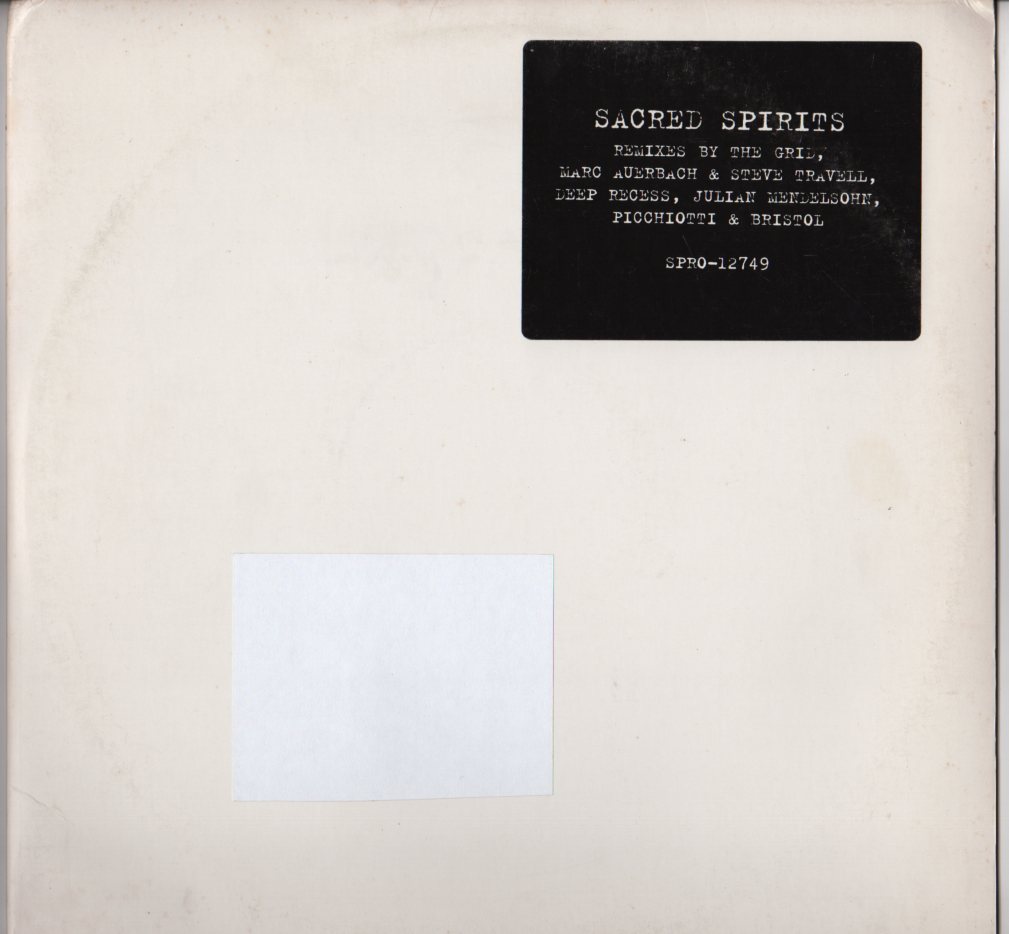 SACRED SPIRITS
REMIXES BY THE GRID,
MARC AUERBACH & STEVE TRAVELL,
DEEP RECESS, JULIAN MENDELSOHN,
PICCHIOTTI & BRISTOL
SPRO-12749